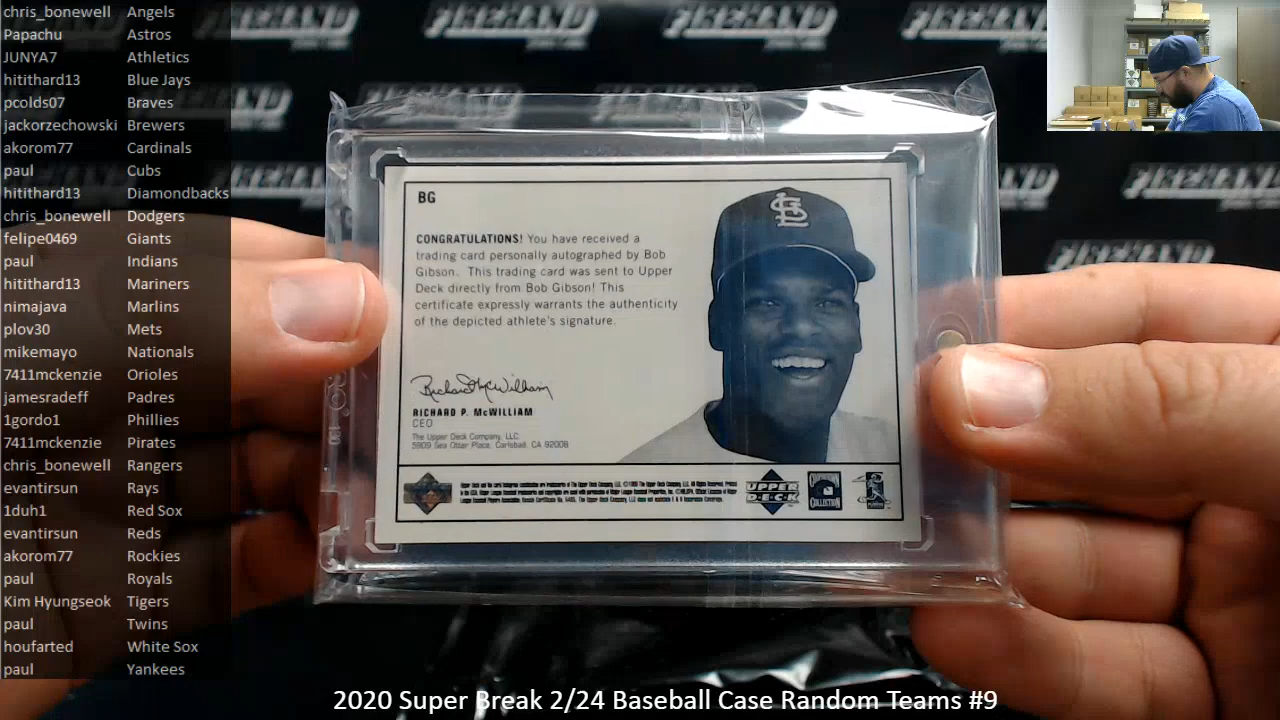 chris_bonewell Angels
Papachu Astros
JUNYA7 Athletics
hitithard13 Blue Jays
pcolds07 Braves
jackorzechowski Brewers
akorom77 Cardinals
paul Cubs
hitithard13 Diamondbacks
chris_bonewell Dodgers
felipe0469 Giants
paul Indians
hitithard13 Mariners
nimajava Marlins
plov30 Mets
mikemayo Nationals
7411mckenzie Orioles
jamesradeff Padres
1gordo1 Phillies
7411mckenzie Pirates
chris_bonewell Rangers
evantirsun Rays
1duh1 Red Sox
evantirsun Reds
akorom77 Rockies
paul Royals
Kim Hyungseok Tigers
paul Twins
houfarted White Sox
paul Yankees
BG
CONGRATULATIONS! You have received a
trading card personally autographed by Bob
Gibson. This trading card was sent to Upper
Deck directly from Bob Gibson! This
certificate expressly warrants the authenticity
of the depicted athlete's signature.
Richard P. McWilliam
RICHARD P. McWILLIAM
CEO
The Upper Deck Company, LLC
5909 Sea Otter Place, Carlsbad, CA 92008
UPPER
DECK
COOPERSTOWN
COLLECTION
StL
2020 Super Break 2/24 Baseball Case Random Teams #9